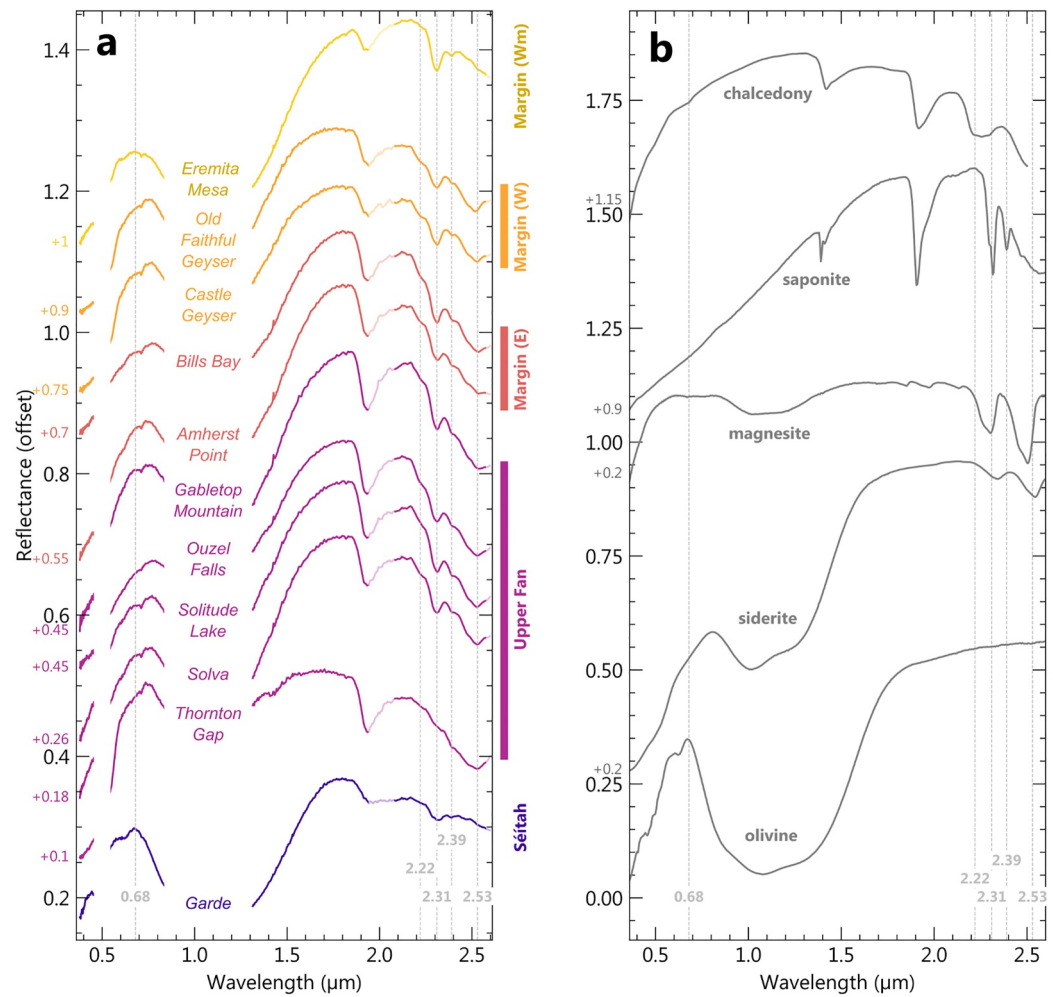 a
1.4
1.2
1.0
0.8
0.6
0.4
0.2
Reflectance (offset)
+1
+0.9
+0.75
+0.7
+0.55
+0.45
+0.45
+0.26
+0.18
+0.1
Eremita
Mesa
Old
Faithful
Geyser
Castle
Geyser
Bills Bay
Amherst
Point
Gabletop
Mountain
Ouzel
Falls
Solitude
Lake
Solva
Thornton
Gap
Garde
Margin (Wm)
Margin (W)
Margin (E)
Upper Fan
Séítah
2.39
2.22
0.68
2.31
2.53
0.5
1.0
1.5
2.0
2.5
Wavelength (μm)
b
1.75
1.50
1.25
1.00
0.75
0.50
0.25
0.00
+1.15
+0.9
+0.2
+0.2
chalcedony
saponite
magnesite
siderite
olivine
2.39
2.22
0.68
2.31
2.53
0.5
1.0
1.5
2.0
2.5
Wavelength (μm)